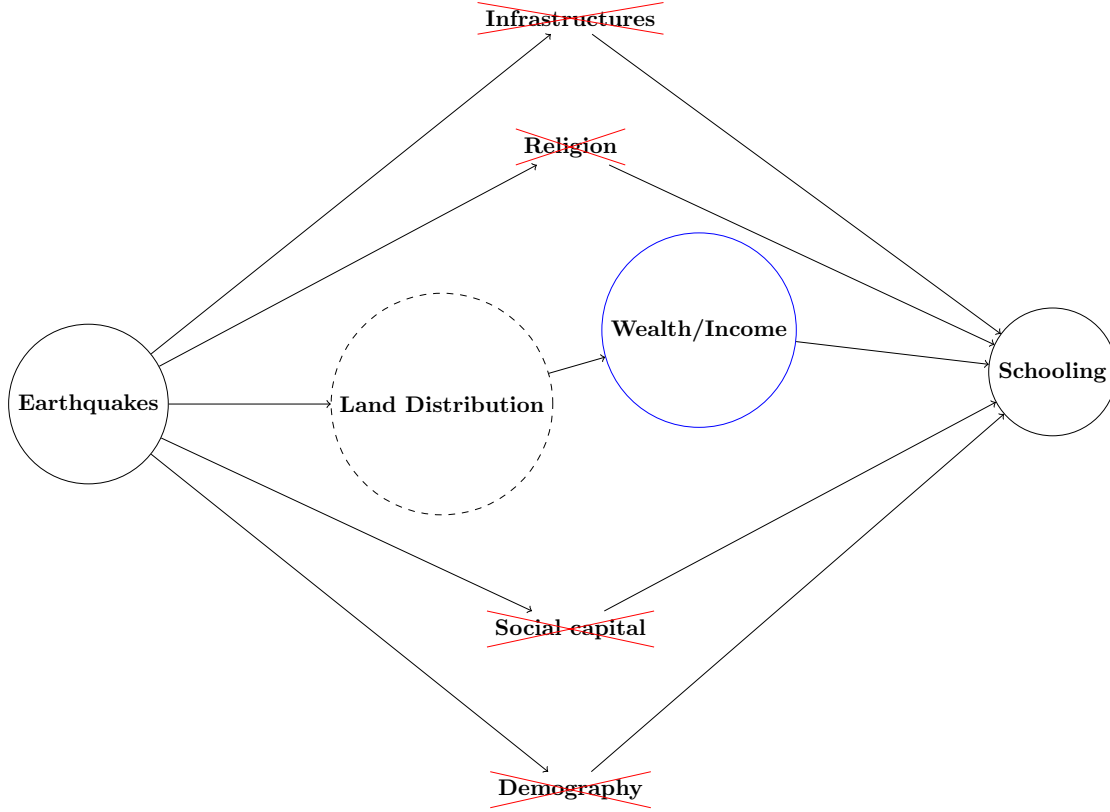 Infrastructures
Religion
Wealth/Income
Schooling
Earthquakes
Land Distribution
Social capital
Demography